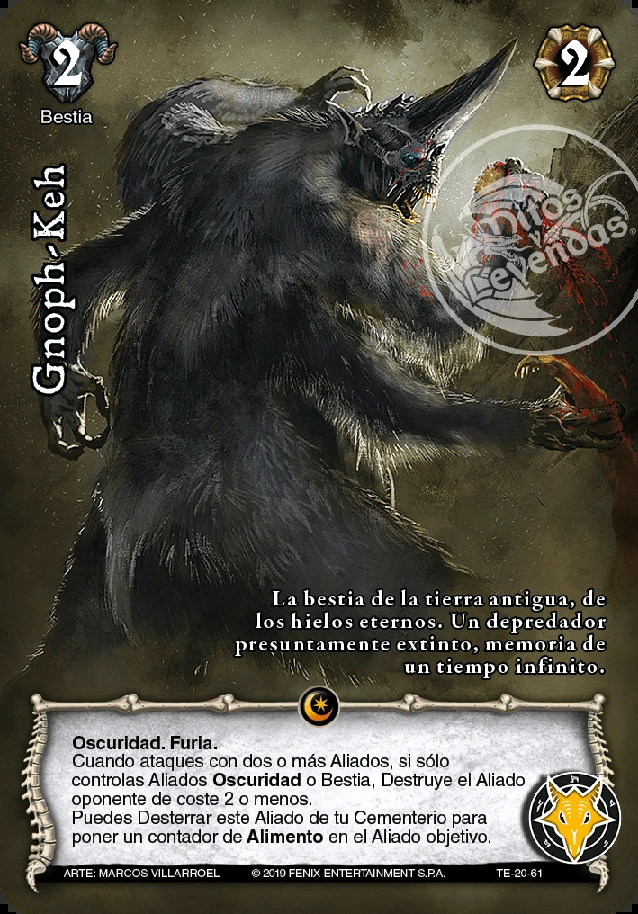 2
2
Bestia
Gnoph-Keh
Mitos
y
Leyendas®
La bestia de la tierra antigua, de
los hielos eternos. Un depredador
presuntamente extinto, memoria de
un tiempo infinito.
Oscuridad. Furia.
Cuando ataques con dos o más Aliados, si sólo
controlas Aliados Oscuridad o Bestia, Destruye el Aliado
oponente de coste 2 o menos.
Puedes Desterrar este Aliado de tu Cementerio para
poner un contador de Alimento en el Aliado objetivo.
ARTE: MARCOS VILLARROEL © 2019 FENIX ENTERTAINMENT S.P.A. TE-20-61